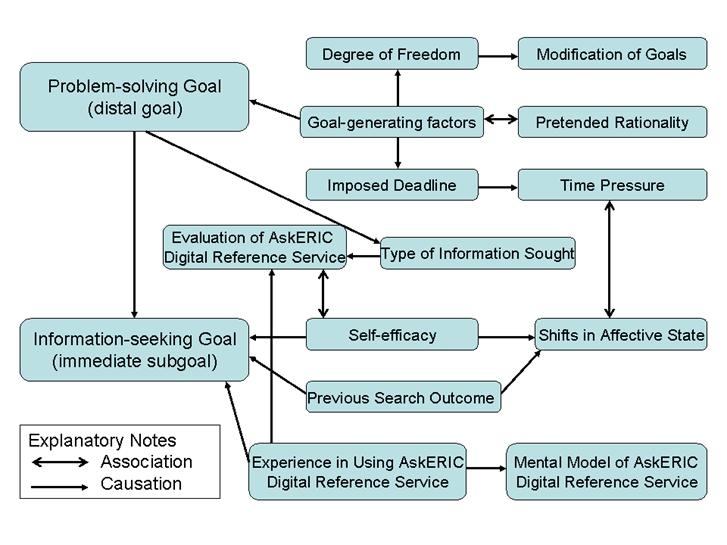 Degree of Freedom
Modification of Goals
Problem-solving Goal
(distal goal)
Goal-generating factors
Pretended Rationality
Imposed Deadline
Time Pressure
Evaluation of AskERIC
Digital Reference Service
Type of Information Sought
Information-seeking Goal
(immediate subgoal)
Self-efficacy
Shifts in Affective State
Previous Search Outcome
Explanatory Notes
Association
Causation
Experience in Using AskERIC
Digital Reference Service
Mental Model of AskERIC
Digital Reference Service